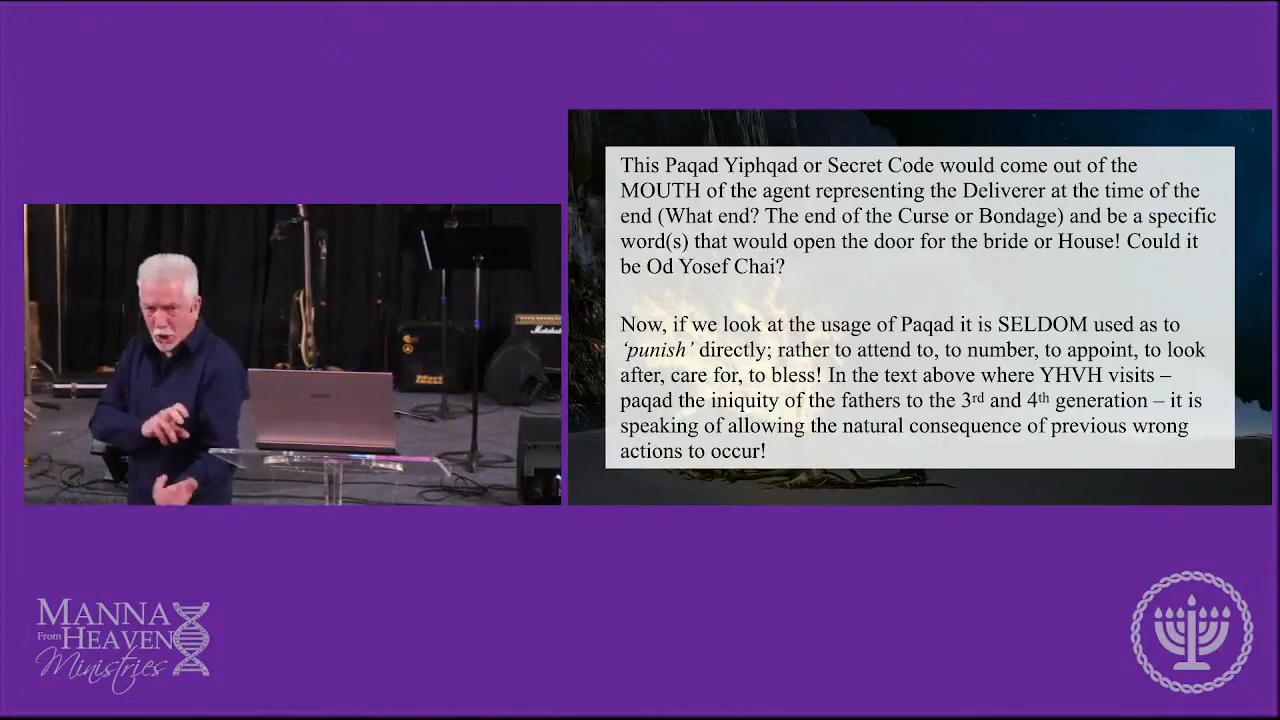 This Paqad Yiphqad or Secret Code would come out of the
MOUTH of the agent representing the Deliverer at the time of the
end (What end? The end of the Curse or Bondage) and be a specific
word(s) that would open the door for the bride or House! Could it
be Od Yosef Chai?
Now, if we look at the usage of Paqad it is SELDOM used as to
‘punish’ directly; rather to attend to, to number, to appoint, to look
after, care for, to bless! In the text above where YHVH visits –
paqad the iniquity of the fathers to the 3rd and 4th generation – it is
speaking of allowing the natural consequence of previous wrong
actions to occur!
Marshall
MANNA
From HEAVEN
Ministries